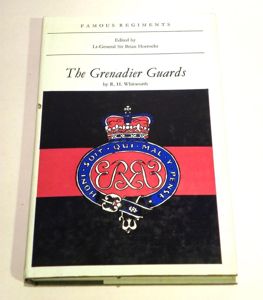 FAMOUS REGIMENTS
Edited by
Lt-General Sir Brian Horrocks
The Grenadier Guards
by R. H. Whitworth
HONI · SOIT · QUI · MAL · Y · PENSE